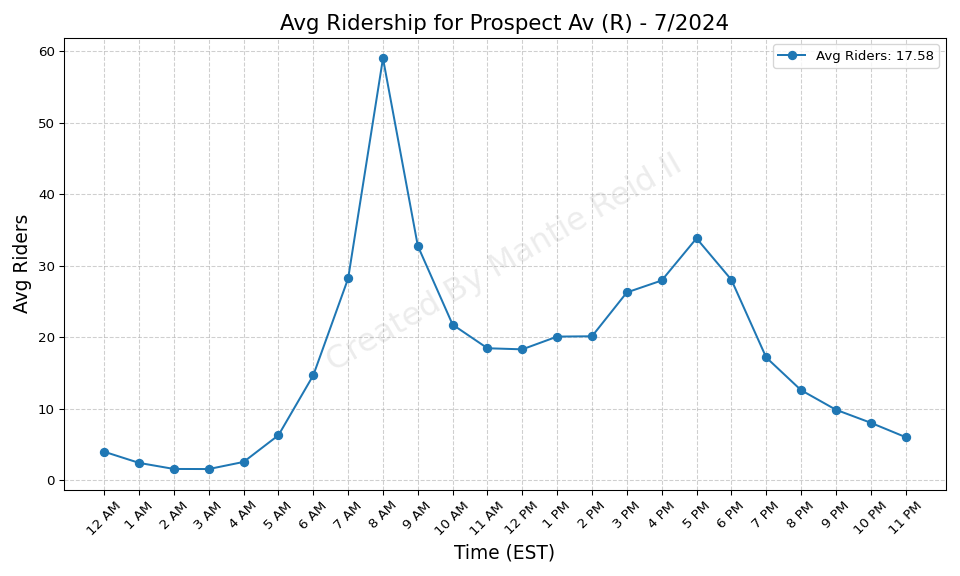 Avg Ridership for Prospect Av (R) - 7/2024
Avg Riders: 17.58
Avg Riders
60
50
40
30
20
10
0
Created By Mantie Reid II
12 AM
1 AM
2 AM
3 AM
4 AM
5 AM
6 AM
7 AM
8 AM
9 AM
10 AM
11 AM
12 PM
1 PM
2 PM
3 PM
4 PM
5 PM
6 PM
7 PM
8 PM
9 PM
10 PM
11 PM
Time (EST)